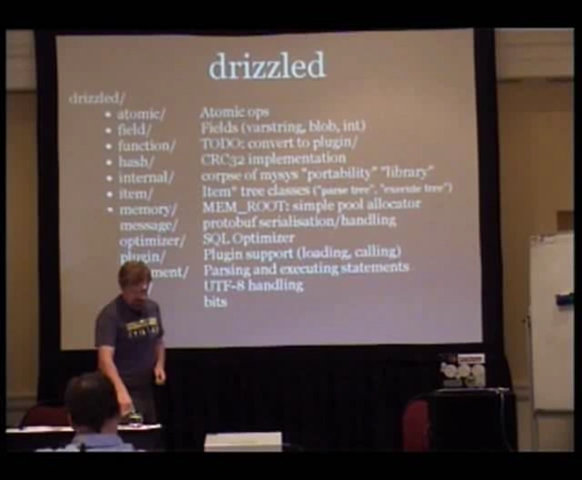 drizzled
drizzled/
• atomic/ Atomic ops
• field/ Fields (varstring, blob, int)
• function/ TODO: convert to plugin/
• hash/ CRC32 implementation
• internal/ corpse of mysys "portability" "library"
• item/ Item* tree classes ("parse tree", "execute tree")
• memory/ MEM_ROOT: simple pool allocator
message/ protobuf serialisation/handling
optimizer/ SQL Optimizer
plugin/ Plugin support (loading, calling)
ment/ Parsing and executing statements
UTF-8 handling
bits